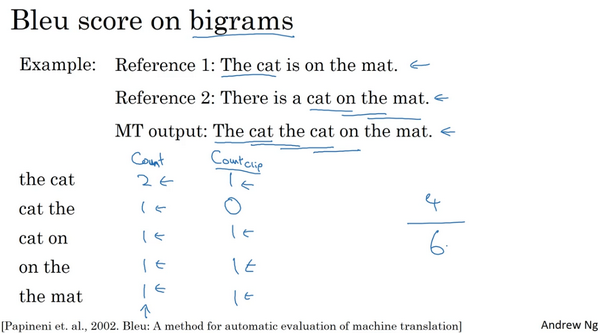 Bleu score on bigrams
Example: Reference 1: The cat is on the mat. ←
Reference 2: There is a cat on the mat. ←
MT output: The cat the cat on the mat. ←
Count Count clip
the cat 2 ← 1 ←
cat the 1 ← 0
cat on 1 ← 1 ←
on the 1 ← 1 ←
the mat 1 ← 1 ←
↑
4
6
[Papineni et. al., 2002. Bleu: A method for automatic evaluation of machine translation] Andrew Ng